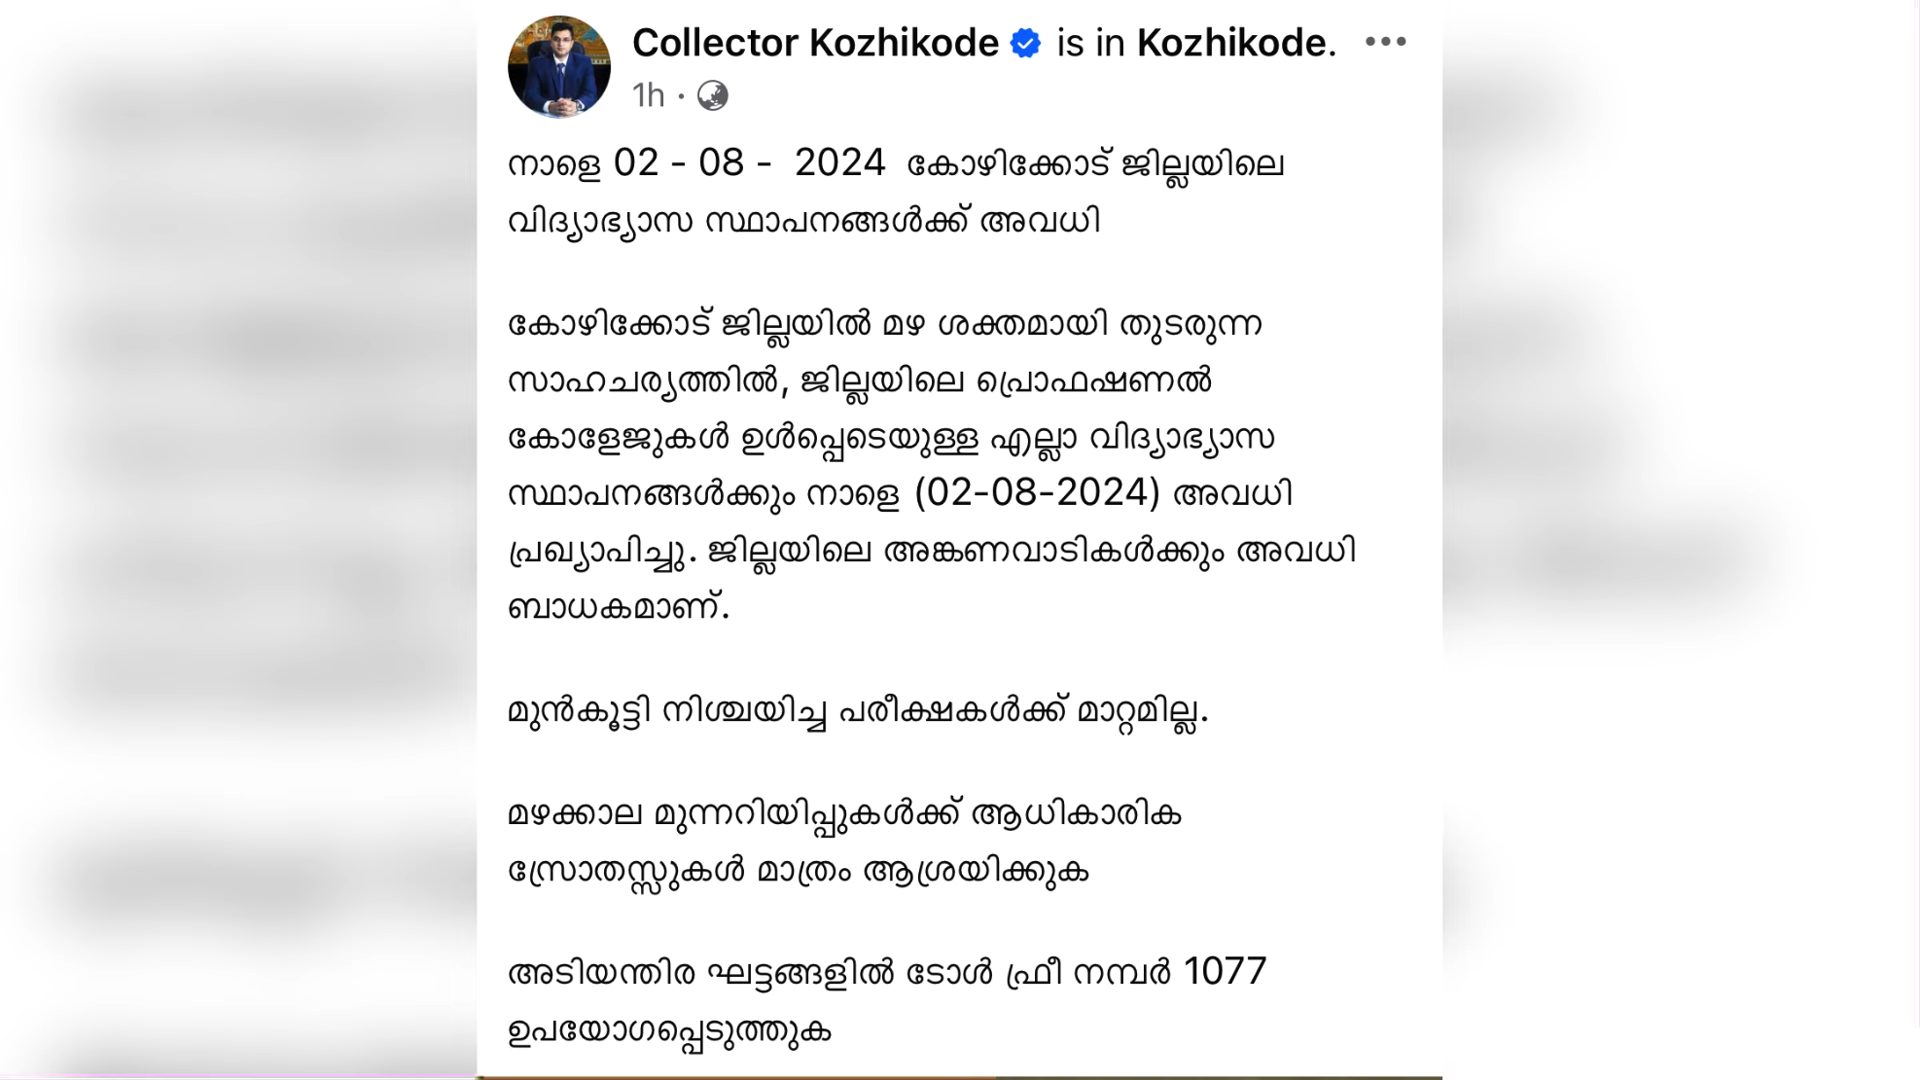 Collector Kozhikode is in Kozhikode.
1h
നാളെ 02 - 08 - 2024 കോഴിക്കോട് ജില്ലയിലെ
വിദ്യാഭ്യാസ സ്ഥാപനങ്ങൾക്ക് അവധി
കോഴിക്കോട് ജില്ലയിൽ മഴ ശക്തമായി തുടരുന്ന
സാഹചര്യത്തിൽ, ജില്ലയിലെ പ്രൊഫഷണൽ
കോളേജുകൾ ഉൾപ്പെടെയുള്ള എല്ലാ വിദ്യാഭ്യാസ
സ്ഥാപനങ്ങൾക്കും നാളെ (02-08-2024) അവധി
പ്രഖ്യാപിച്ചു. ജില്ലയിലെ അങ്കണവാടികൾക്കും അവധി
ബാധകമാണ്.
മുൻകൂട്ടി നിശ്ചയിച്ച പരീക്ഷകൾക്ക് മാറ്റമില്ല.
മഴക്കാല മുന്നറിയിപ്പുകൾക്ക് ആധികാരിക
സ്രോതസ്സുകൾ മാത്രം ആശ്രയിക്കുക
അടിയന്തിര ഘട്ടങ്ങളിൽ ടോൾ ഫ്രീ നമ്പർ 1077
ഉപയോഗപ്പെടുത്തുക